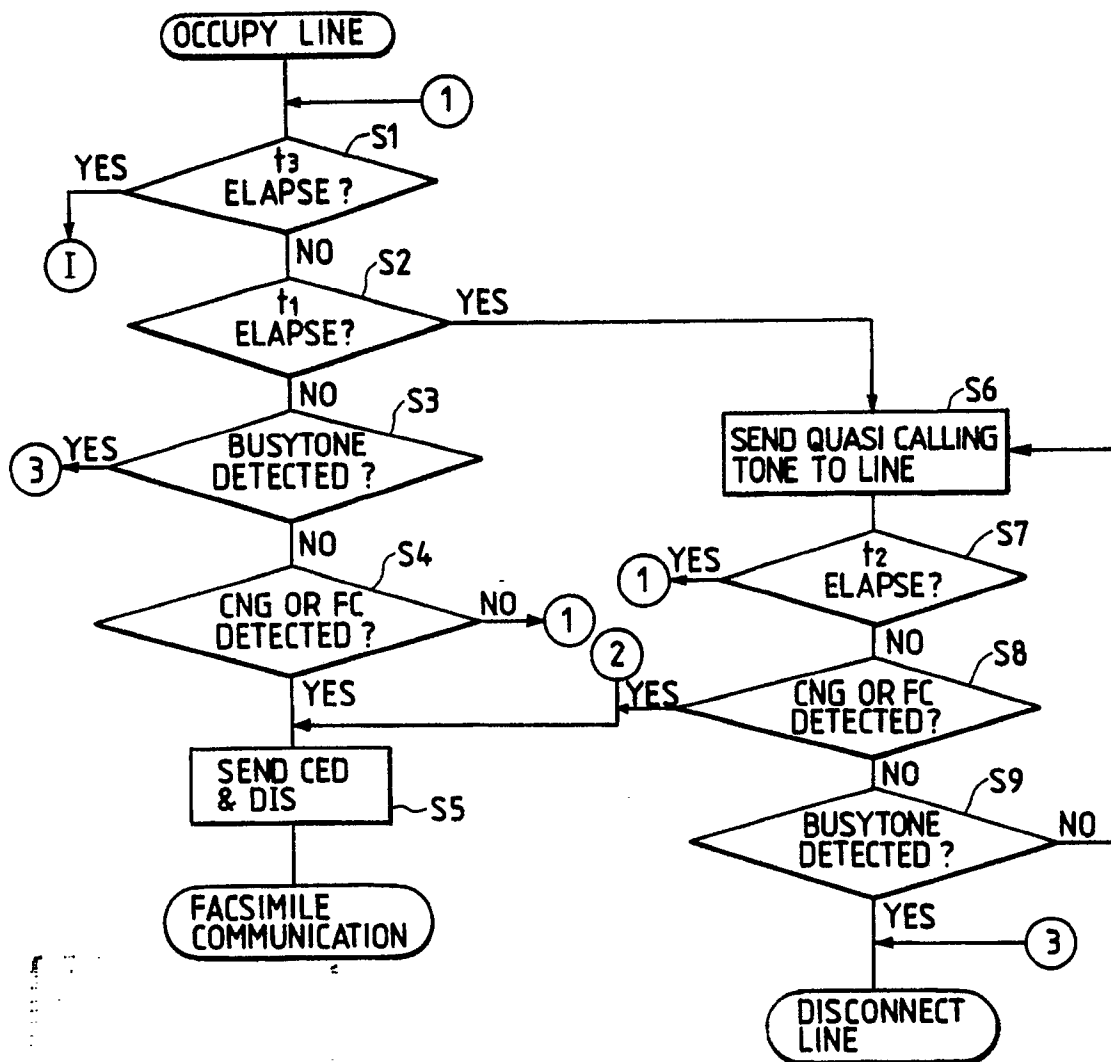 OCCUPY LINE
1
S1
YES
t3
ELAPSE ?
I
NO
S2
t1
ELAPSE?
YES
NO
S3
YES
3
BUSYTONE
DETECTED ?
S6
SEND QUASI CALLING
TONE TO LINE
NO
S4
CNG OR FC
DETECTED ?
NO
1
S7
YES
1
t2
ELAPSE?
NO
2
YES
YES
S8
CNG OR FC
DETECTED?
NO
SEND CED
& DIS
S5
S9
BUSYTONE
DETECTED ?
NO
YES
FACSIMILE
COMMUNICATION
3
DISCONNECT
LINE